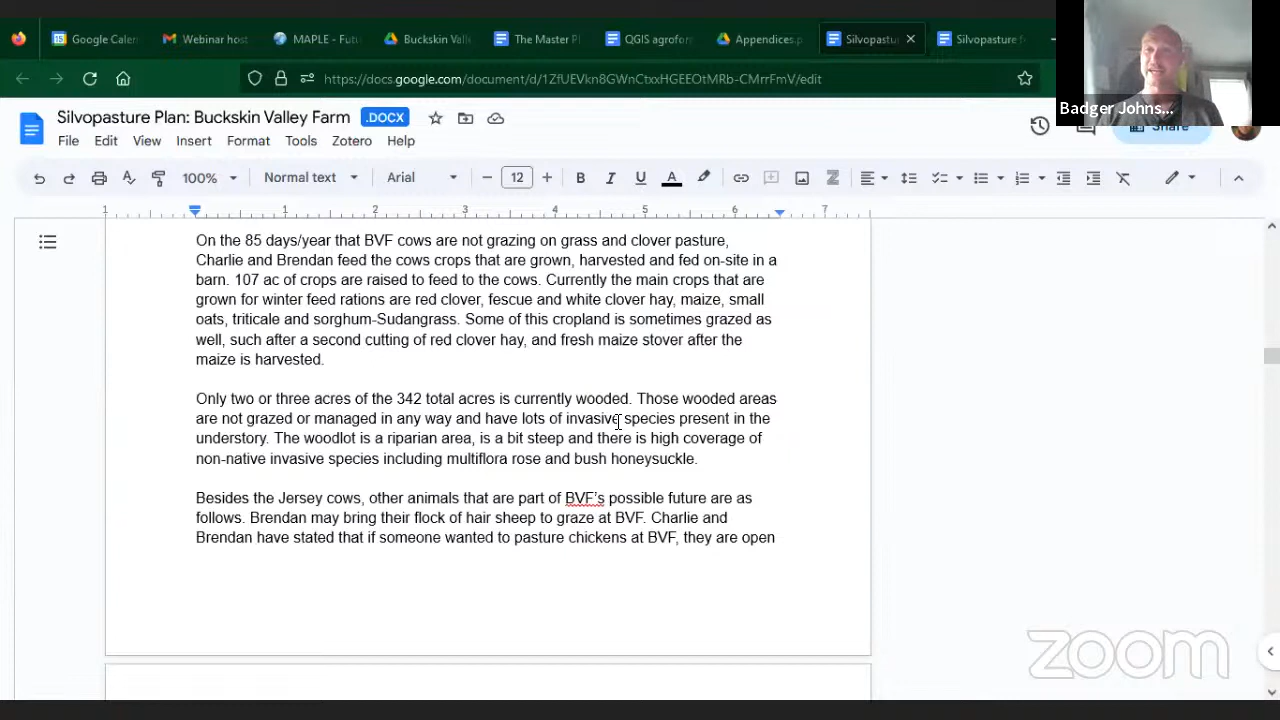 Google Calen
Webinar host
MAPLE - Futu
Buckskin Vall
The Master Pl
QGIS agrofor
Appendices.p
Silvopastu
Silvopasture f
https://docs.google.com/document/d/1ZfUEVkn8GWnCtxxHGEEOtMRb-CMrrFmV/edit
Badger Johns...
Silvopasture Plan: Buckskin Valley Farm .DOCX
File Edit View Insert Format Tools Zotero Help
Share
100% Normal text Arial 12 B I U A
1 1 2 3 4 5 6 7
On the 85 days/year that BVF cows are not grazing on grass and clover pasture,
Charlie and Brendan feed the cows crops that are grown, harvested and fed on-site in a
barn. 107 ac of crops are raised to feed to the cows. Currently the main crops that are
grown for winter feed rations are red clover, fescue and white clover hay, maize, small
oats, triticale and sorghum-Sudangrass. Some of this cropland is sometimes grazed as
well, such after a second cutting of red clover hay, and fresh maize stover after the
maize is harvested.
Only two or three acres of the 342 total acres is currently wooded. Those wooded areas
are not grazed or managed in any way and have lots of invasive species present in the
understory. The woodlot is a riparian area, is a bit steep and there is high coverage of
non-native invasive species including multiflora rose and bush honeysuckle.
Besides the Jersey cows, other animals that are part of BVF's possible future are as
follows. Brendan may bring their flock of hair sheep to graze at BVF. Charlie and
Brendan have stated that if someone wanted to pasture chickens at BVF, they are open
zoom